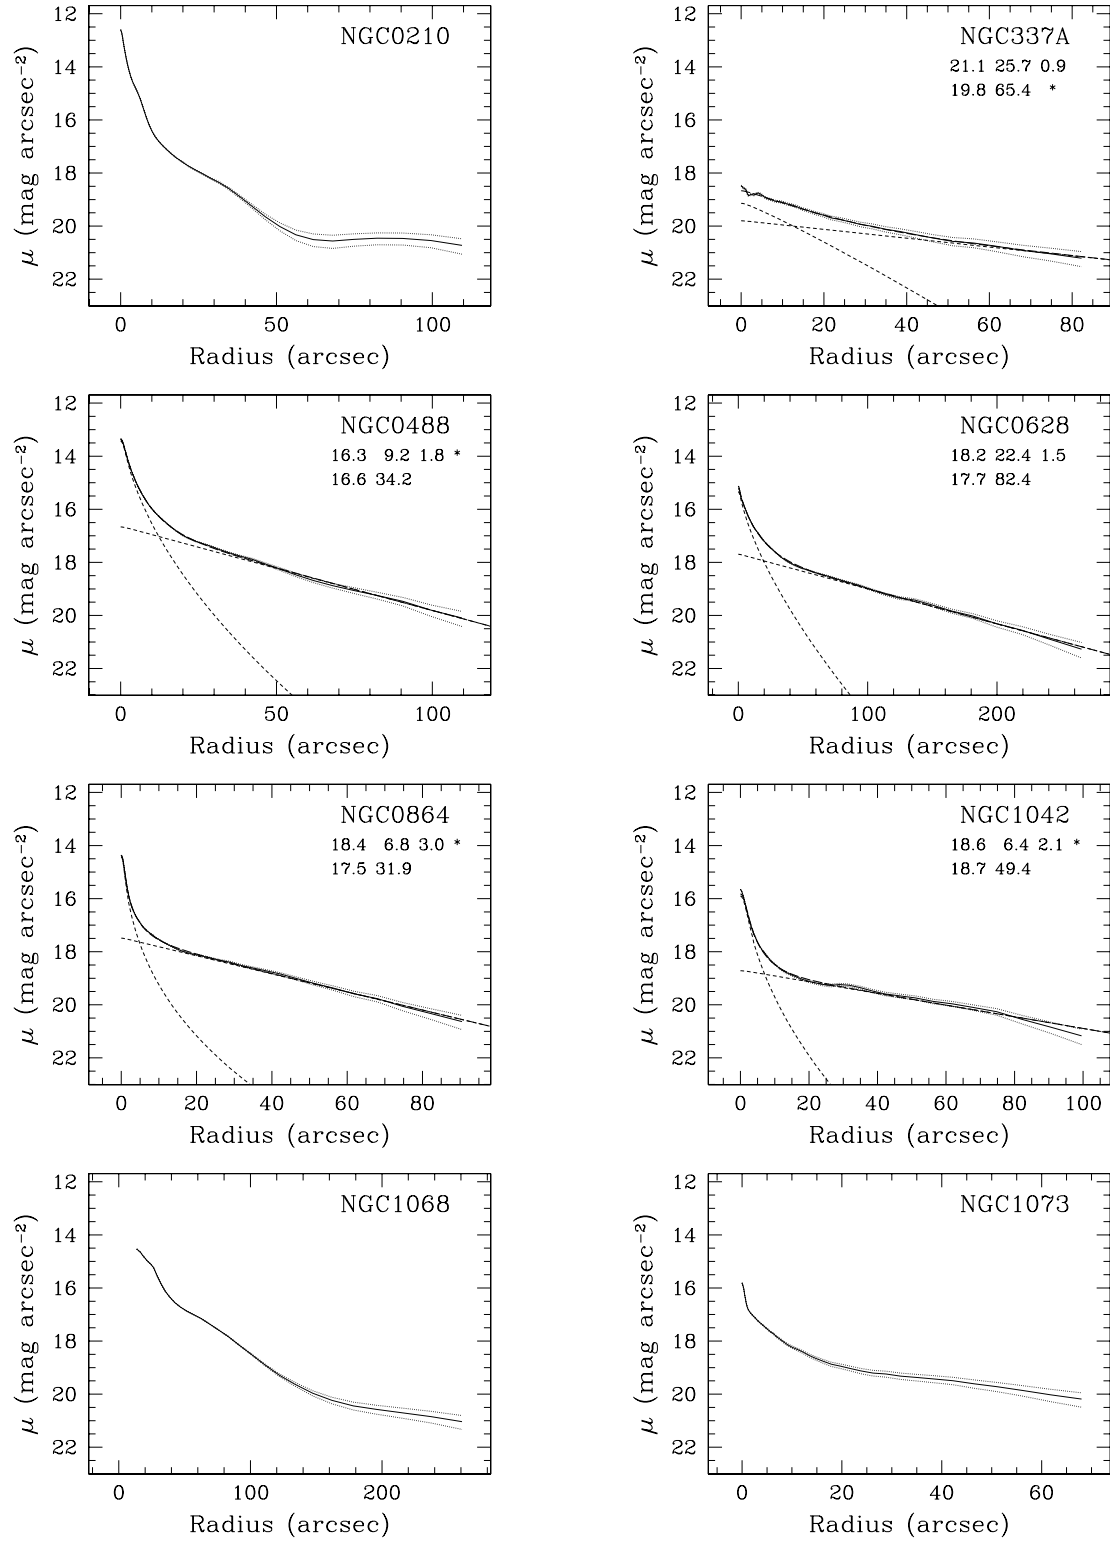 NGC0210
12
14
16
18
20
22
μ (mag arcsec⁻²)
0 50 100
Radius (arcsec)
NGC337A
21.1 25.7 0.9
19.8 65.4 *
12
14
16
18
20
22
μ (mag arcsec⁻²)
0 20 40 60 80
Radius (arcsec)
NGC0488
16.3 9.2 1.8 *
16.6 34.2
12
14
16
18
20
22
μ (mag arcsec⁻²)
0 50 100
Radius (arcsec)
NGC0628
18.2 22.4 1.5
17.7 82.4
12
14
16
18
20
22
μ (mag arcsec⁻²)
0 100 200
Radius (arcsec)
NGC0864
18.4 6.8 3.0 *
17.5 31.9
12
14
16
18
20
22
μ (mag arcsec⁻²)
0 20 40 60 80
Radius (arcsec)
NGC1042
18.6 6.4 2.1 *
18.7 49.4
12
14
16
18
20
22
μ (mag arcsec⁻²)
0 20 40 60 80 100
Radius (arcsec)
NGC1068
12
14
16
18
20
22
μ (mag arcsec⁻²)
0 100 200
Radius (arcsec)
NGC1073
12
14
16
18
20
22
μ (mag arcsec⁻²)
0 20 40 60
Radius (arcsec)